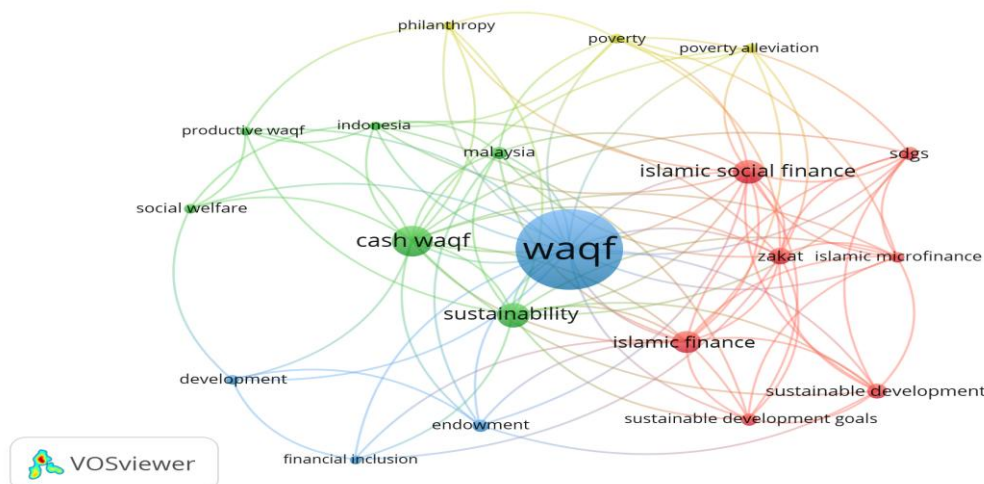 philanthropy
poverty
poverty alleviation
productive waqf
indonesia
malaysia
sdgs
islamic social finance
social welfare
cash waqf
waqf
zakat
islamic microfinance
sustainability
islamic finance
development
sustainable development
endowment
sustainable development goals
financial inclusion
VOSviewer